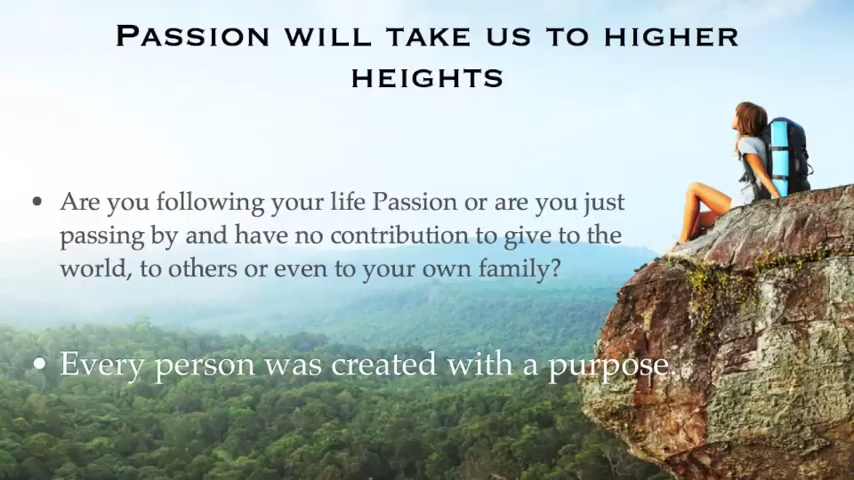 PASSION WILL TAKE US TO HIGHER
HEIGHTS
• Are you following your life Passion or are you just
passing by and have no contribution to give to the
world, to others or even to your own family?
• Every person was created with a purpose.